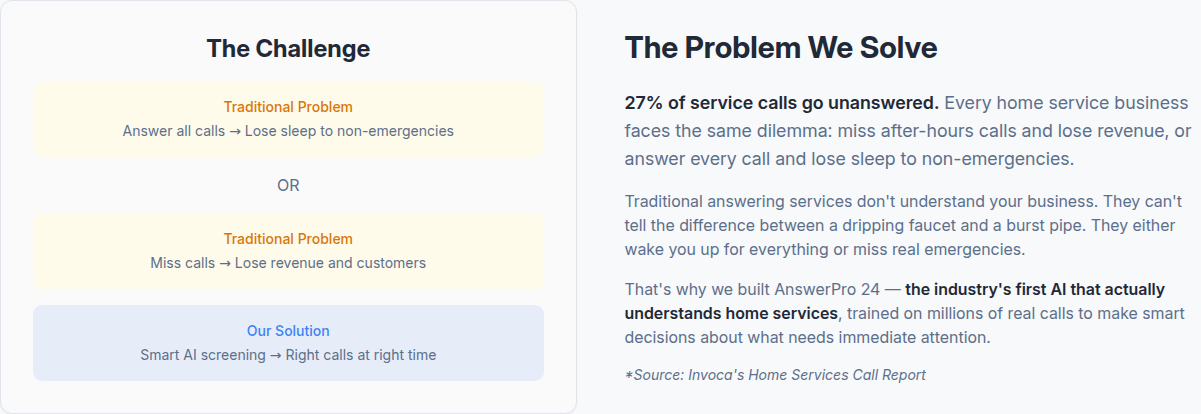 The Challenge
Traditional Problem
Answer all calls → Lose sleep to non-emergencies
OR
Traditional Problem
Miss calls → Lose revenue and customers
Our Solution
Smart AI screening → Right calls at right time
The Problem We Solve
27% of service calls go unanswered. Every home service business
faces the same dilemma: miss after-hours calls and lose revenue, or
answer every call and lose sleep to non-emergencies.
Traditional answering services don't understand your business. They can't
tell the difference between a dripping faucet and a burst pipe. They either
wake you up for everything or miss real emergencies.
That's why we built AnswerPro 24 — the industry's first AI that actually
understands home services, trained on millions of real calls to make smart
decisions about what needs immediate attention.
*Source: Invoca's Home Services Call Report